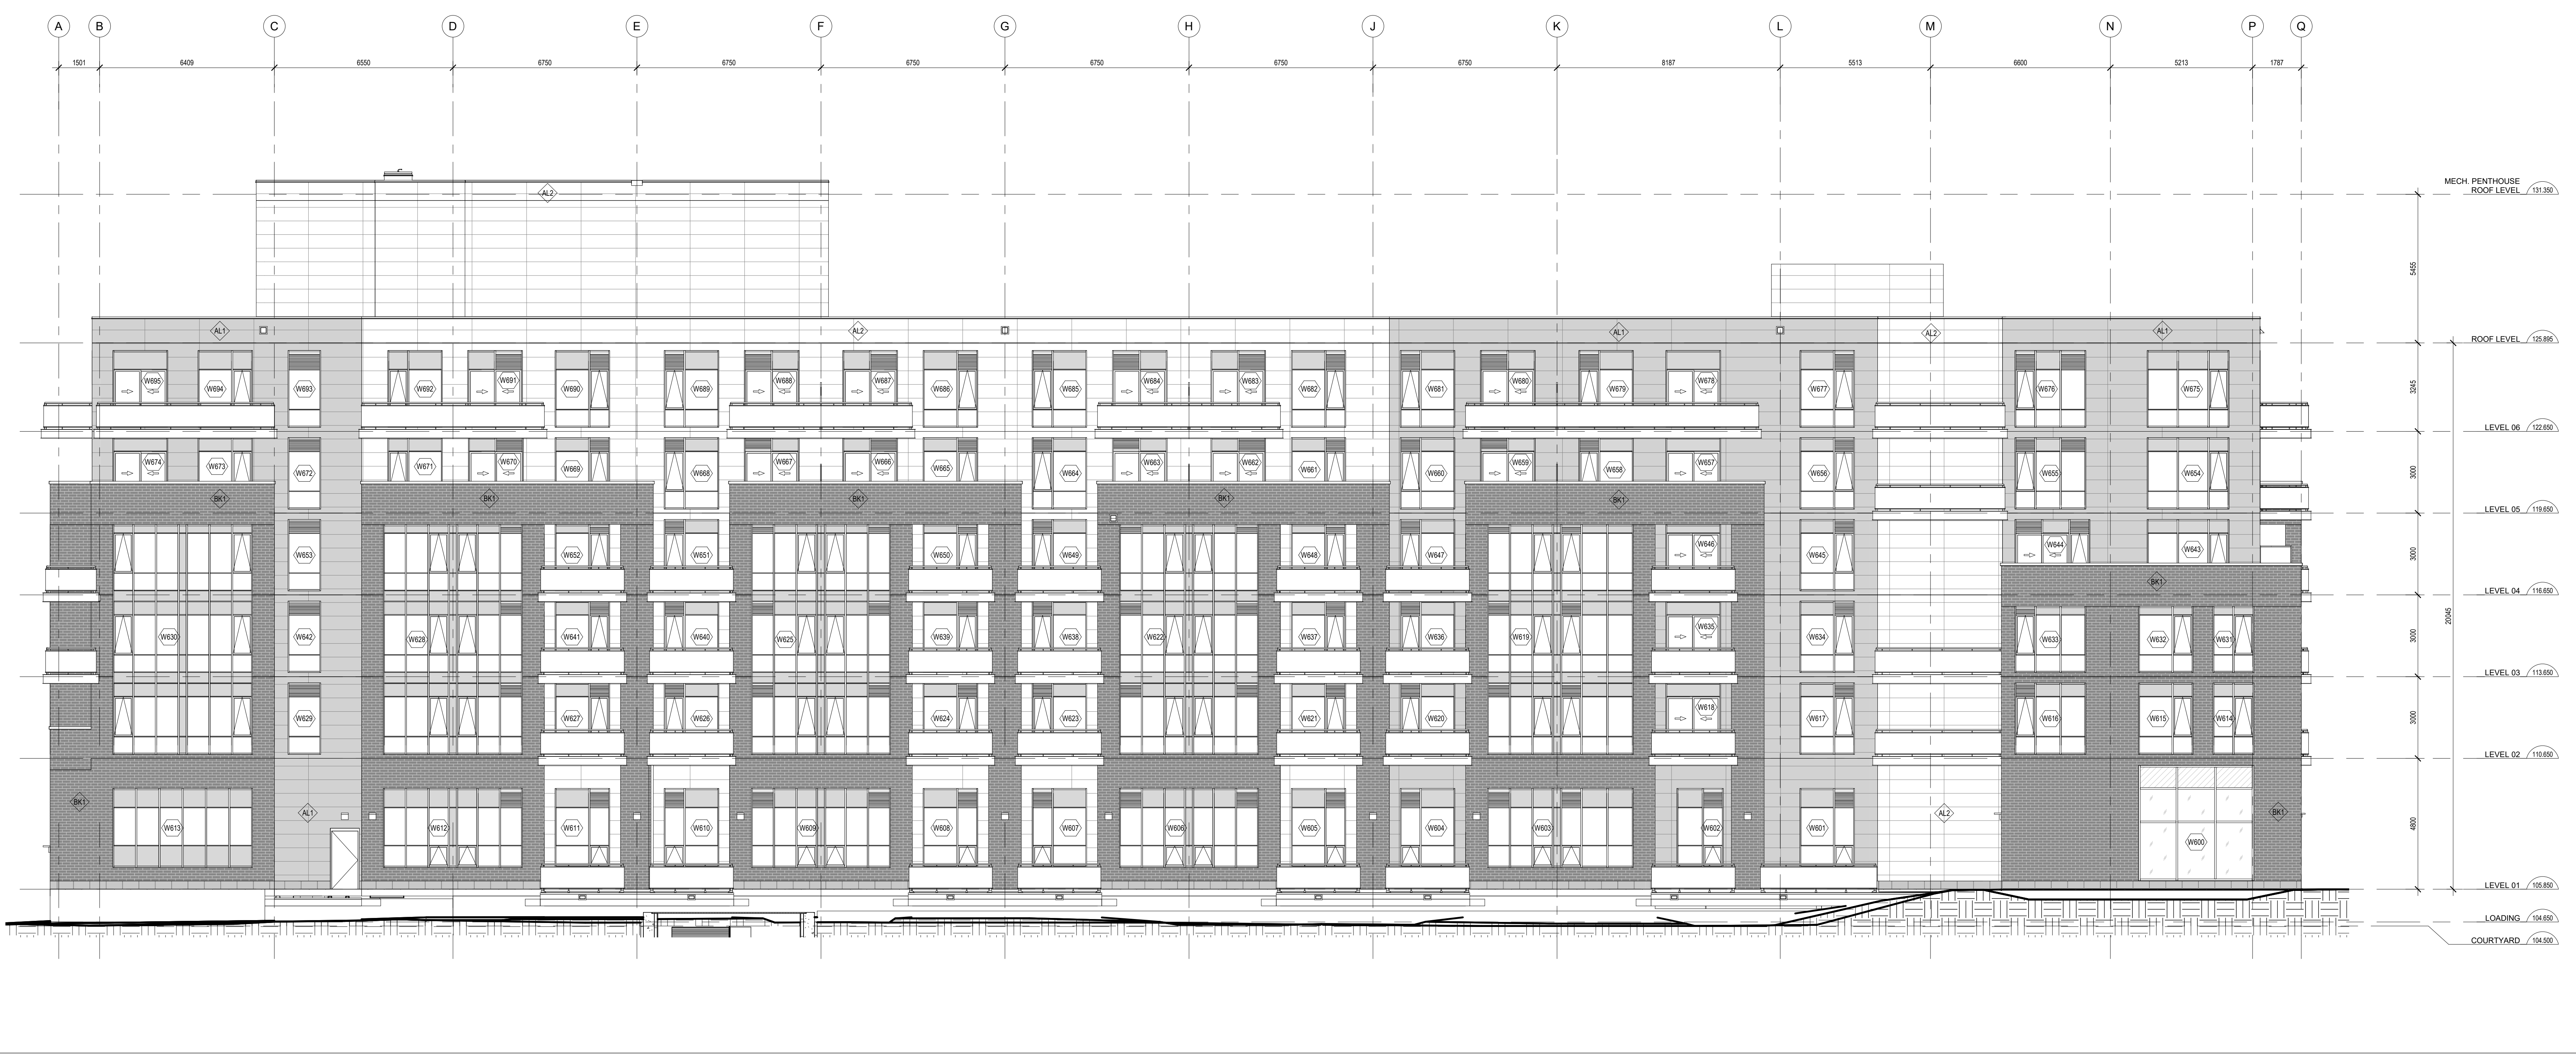 A B C D E F G H J K L M N P Q
1501 6409 6550 6750 6750 6750 6750 6750 6750 8187 5513 6600 5213 1787
MECH. PENTHOUSE
ROOF LEVEL 131.350
AL2
5455
AL1 AL2 AL1 AL2 AL1
ROOF LEVEL 125.895
W695 W694 W693 W692 W691 W690 W689 W688 W687 W686 W685 W684 W683 W682 W681 W680 W679 W678 W677 W676 W675
3245
LEVEL 06 122.650
W674 W673 W672 W671 W670 W669 W668 W667 W666 W665 W664 W663 W662 W661 W660 W659 W658 W657 W656 W655 W654
3000
BK1 BK1 BK1 BK1 BK1
LEVEL 05 119.650
W653 W652 W651 W650 W649 W648 W647 W646 W645 W644 W643
3000
BK1
LEVEL 04 116.650
20045
W630 W642 W628 W641 W640 W625 W639 W638 W622 W637 W636 W619 W635 W634 W633 W632 W631
3000
LEVEL 03 113.650
W629 W627 W626 W624 W623 W621 W620 W618 W617 W616 W615 W614
3000
LEVEL 02 110.650
BK1 AL1 AL2 BK1
4800
W613 W612 W611 W610 W609 W608 W607 W606 W605 W604 W603 W602 W601 W600
LEVEL 01 105.850
LOADING 104.650
COURTYARD 104.500